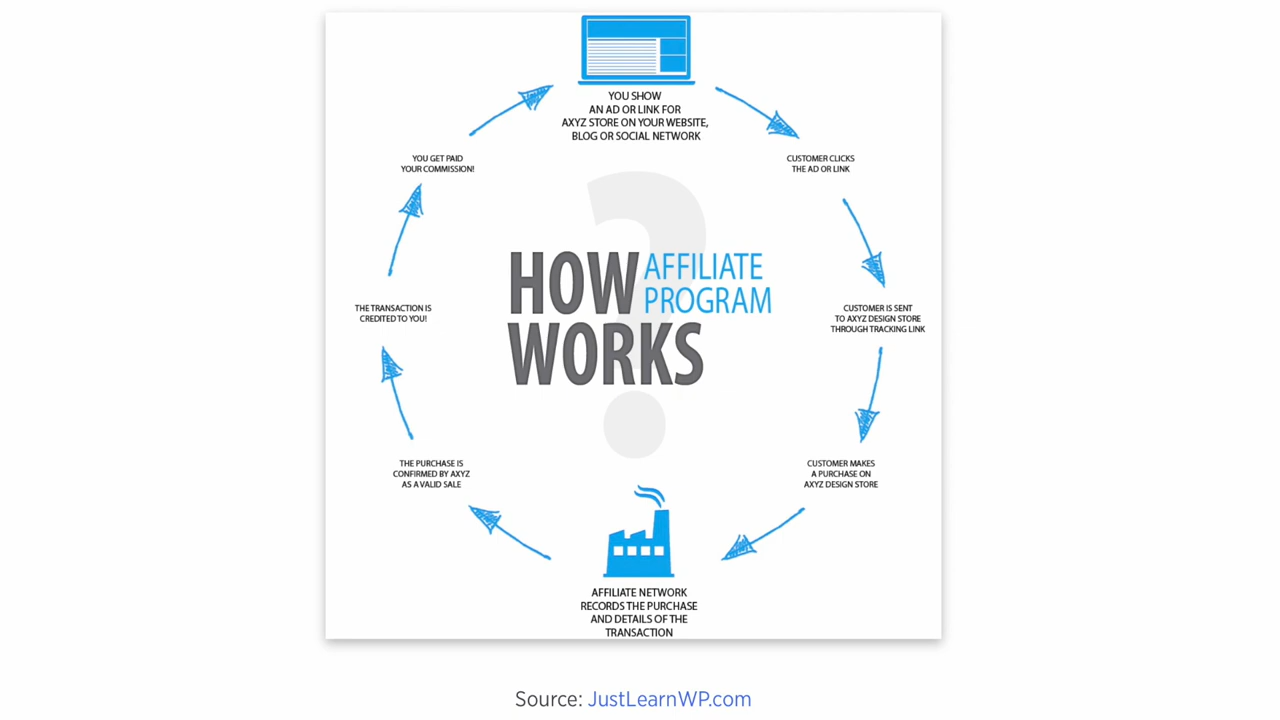 YOU SHOW
AN AD OR LINK FOR
AXYZ STORE ON YOUR WEBSITE,
BLOG OR SOCIAL NETWORK
CUSTOMER CLICKS
THE AD OR LINK
CUSTOMER IS SENT
TO AXYZ DESIGN STORE
THROUGH TRACKING LINK
CUSTOMER MAKES
A PURCHASE ON
AXYZ DESIGN STORE
AFFILIATE NETWORK
RECORDS THE PURCHASE
AND DETAILS OF THE
TRANSACTION
THE PURCHASE IS
CONFIRMED BY AXYZ
AS A VALID SALE
THE TRANSACTION IS
CREDITED TO YOU!
YOU GET PAID
YOUR COMMISSION!
?
HOW AFFILIATE
PROGRAM
WORKS
Source: JustLearnWP.com